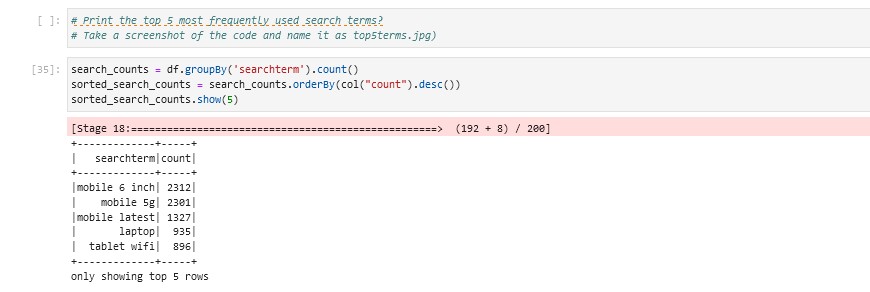 [ ]: # Print the top 5 most frequently used search terms?
# Take a screenshot of the code and name it as top5terms.jpg)
[35]: search_counts = df.groupBy('searchterm').count()
sorted_search_counts = search_counts.orderBy(col("count").desc())
sorted_search_counts.show(5)
[Stage 18:===================================================> (192 + 8) / 200]
+-------------+-----+
|   searchterm|count|
+-------------+-----+
|mobile 6 inch| 2312|
|    mobile 5g| 2301|
|mobile latest| 1327|
|       laptop|  935|
|  tablet wifi|  896|
+-------------+-----+
only showing top 5 rows